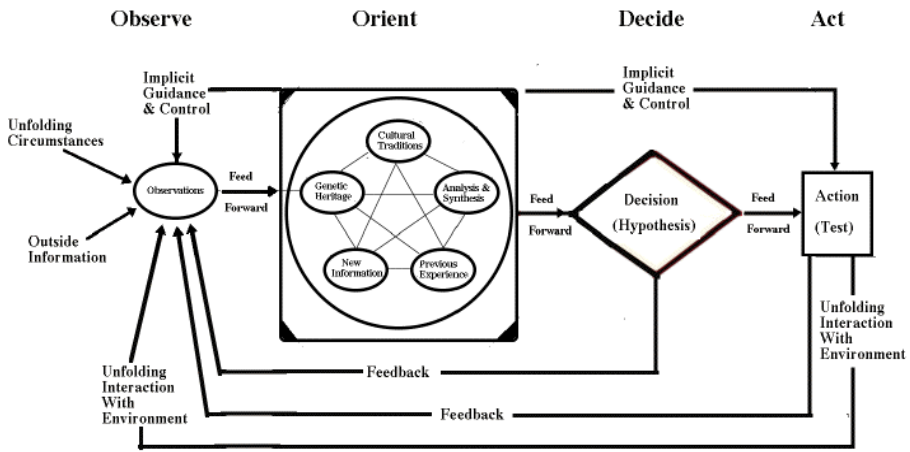 Observe
Orient
Decide
Act
Implicit
Guidance
& Control
Unfolding
Circumstances
Observations
Outside
Information
Feed
Forward
Cultural
Traditions
Genetic
Heritage
Analysis &
Synthesis
New
Information
Previous
Experience
Feed
Forward
Implicit
Guidance
& Control
Decision
(Hypothesis)
Feed
Forward
Action
(Test)
Unfolding
Interaction
With
Environment
Feedback
Unfolding
Interaction
With
Environment
Feedback